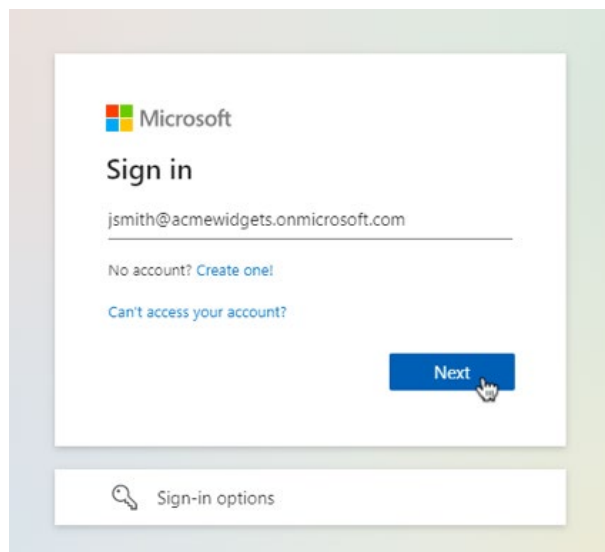 Microsoft
Sign in
jsmith@acmewidgets.onmicrosoft.com
No account? Create one!
Can't access your account?
Next
Sign-in options